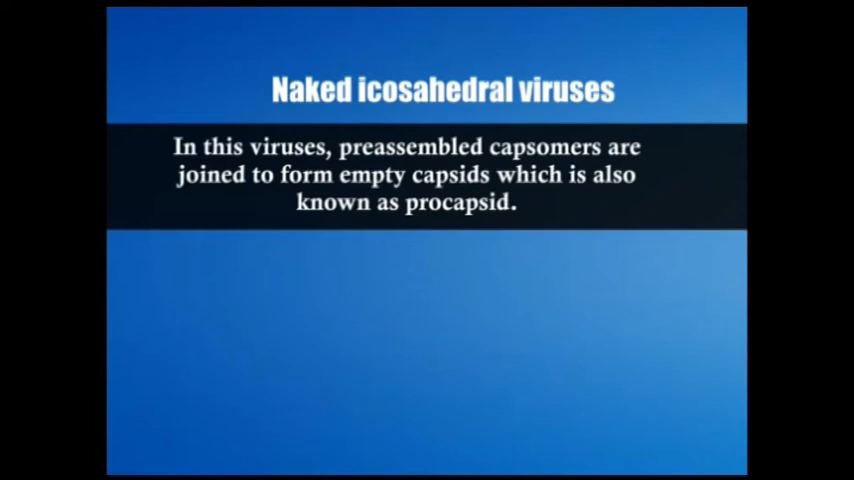 Naked icosahedral viruses
In this viruses, preassembled capsomers are
joined to form empty capsids which is also
known as procapsid.